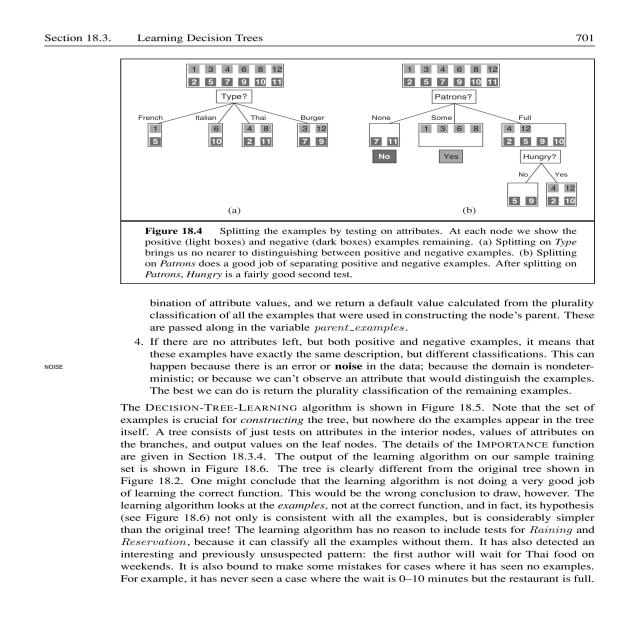 Section 18.3. Learning Decision Trees 701
1 3 4 6 8 12
2 5 7 9 10 11
Type?
French Italian Thai Burger
1 6 4 8 3 12
5 10 2 11 7 9
(a)
1 3 4 6 8 12
2 5 7 9 10 11
Patrons?
None Some Full
1 3 6 8 4 12
7 11 2 5 9 10
No Yes Hungry?
No Yes
4 12
5 9 2 10
(b)
Figure 18.4 Splitting the examples by testing on attributes. At each node we show the
positive (light boxes) and negative (dark boxes) examples remaining. (a) Splitting on Type
brings us no nearer to distinguishing between positive and negative examples. (b) Splitting
on Patrons does a good job of separating positive and negative examples. After splitting on
Patrons, Hungry is a fairly good second test.
bination of attribute values, and we return a default value calculated from the plurality
classification of all the examples that were used in constructing the node's parent. These
are passed along in the variable parent_examples.
4. If there are no attributes left, but both positive and negative examples, it means that
these examples have exactly the same description, but different classifications. This can
NOISE happen because there is an error or noise in the data; because the domain is nondeter-
ministic; or because we can't observe an attribute that would distinguish the examples.
The best we can do is return the plurality classification of the remaining examples.
The DECISION-TREE-LEARNING algorithm is shown in Figure 18.5. Note that the set of
examples is crucial for constructing the tree, but nowhere do the examples appear in the tree
itself. A tree consists of just tests on attributes in the interior nodes, values of attributes on
the branches, and output values on the leaf nodes. The details of the IMPORTANCE function
are given in Section 18.3.4. The output of the learning algorithm on our sample training
set is shown in Figure 18.6. The tree is clearly different from the original tree shown in
Figure 18.2. One might conclude that the learning algorithm is not doing a very good job
of learning the correct function. This would be the wrong conclusion to draw, however. The
learning algorithm looks at the examples, not at the correct function, and in fact, its hypothesis
(see Figure 18.6) not only is consistent with all the examples, but is considerably simpler
than the original tree! The learning algorithm has no reason to include tests for Raining and
Reservation, because it can classify all the examples without them. It has also detected an
interesting and previously unsuspected pattern: the first author will wait for Thai food on
weekends. It is also bound to make some mistakes for cases where it has seen no examples.
For example, it has never seen a case where the wait is 0–10 minutes but the restaurant is full.